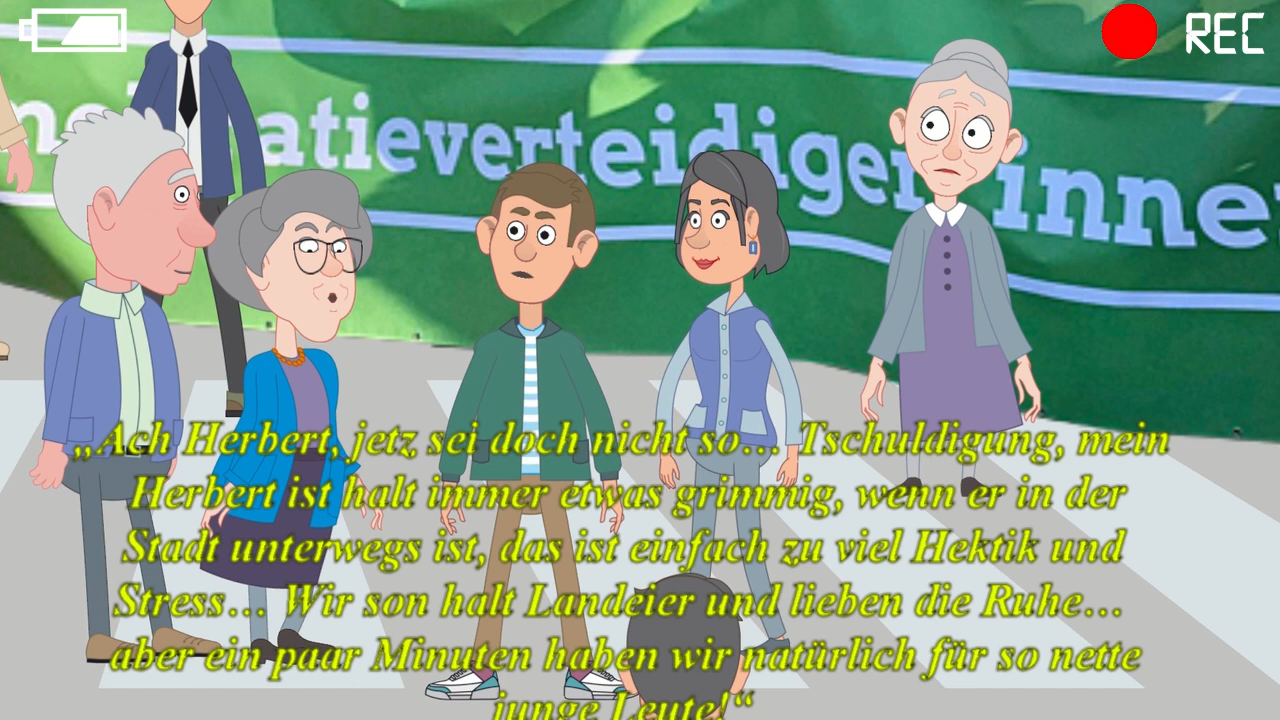 REC
atieverteidiger inne
„Ach Herbert, jetz sei doch nicht so... Tschuldigung, mein
Herbert ist halt immer etwas grimmig, wenn er in der
Stadt unterwegs ist, das ist einfach zu viel Hektik und
Stress... Wir son halt Landeier und lieben die Ruhe...
aber ein paar Minuten haben wir natürlich für so nette
junge Leute!“